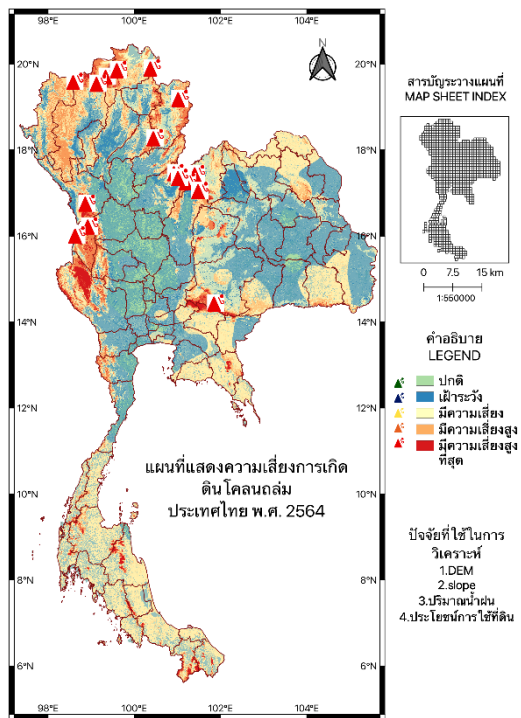 98°E 100°E 102°E 104°E
20°N
18°N
16°N
14°N
12°N
10°N
8°N
6°N
N
แผนที่แสดงความเสี่ยงการเกิด
ดินโคลนถล่ม
ประเทศไทย พ.ศ. 2564
98°E 100°E 102°E 104°E
สารบัญระวางแผนที่
MAP SHEET INDEX
0 7.5 15 km
1:550000
คำอธิบาย
LEGEND
ปกติ
เฝ้าระวัง
มีความเสี่ยง
มีความเสี่ยงสูง
มีความเสี่ยงสูง
ที่สุด
ปัจจัยที่ใช้ในการ
วิเคราะห์
1.DEM
2.slope
3.ปริมาณน้ำฝน
4.ประโยชน์การใช้ที่ดิน